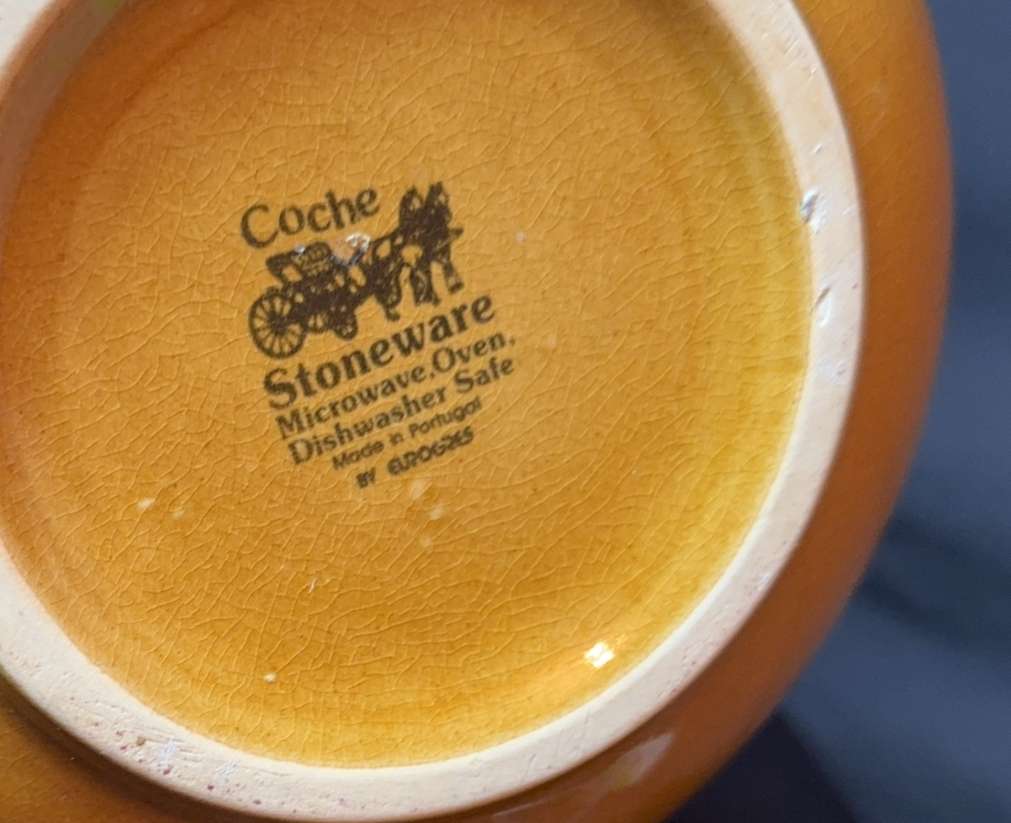 Coche
Stoneware
Microwave, Oven,
Dishwasher Safe
Made in Portugal
BY EUROGRES